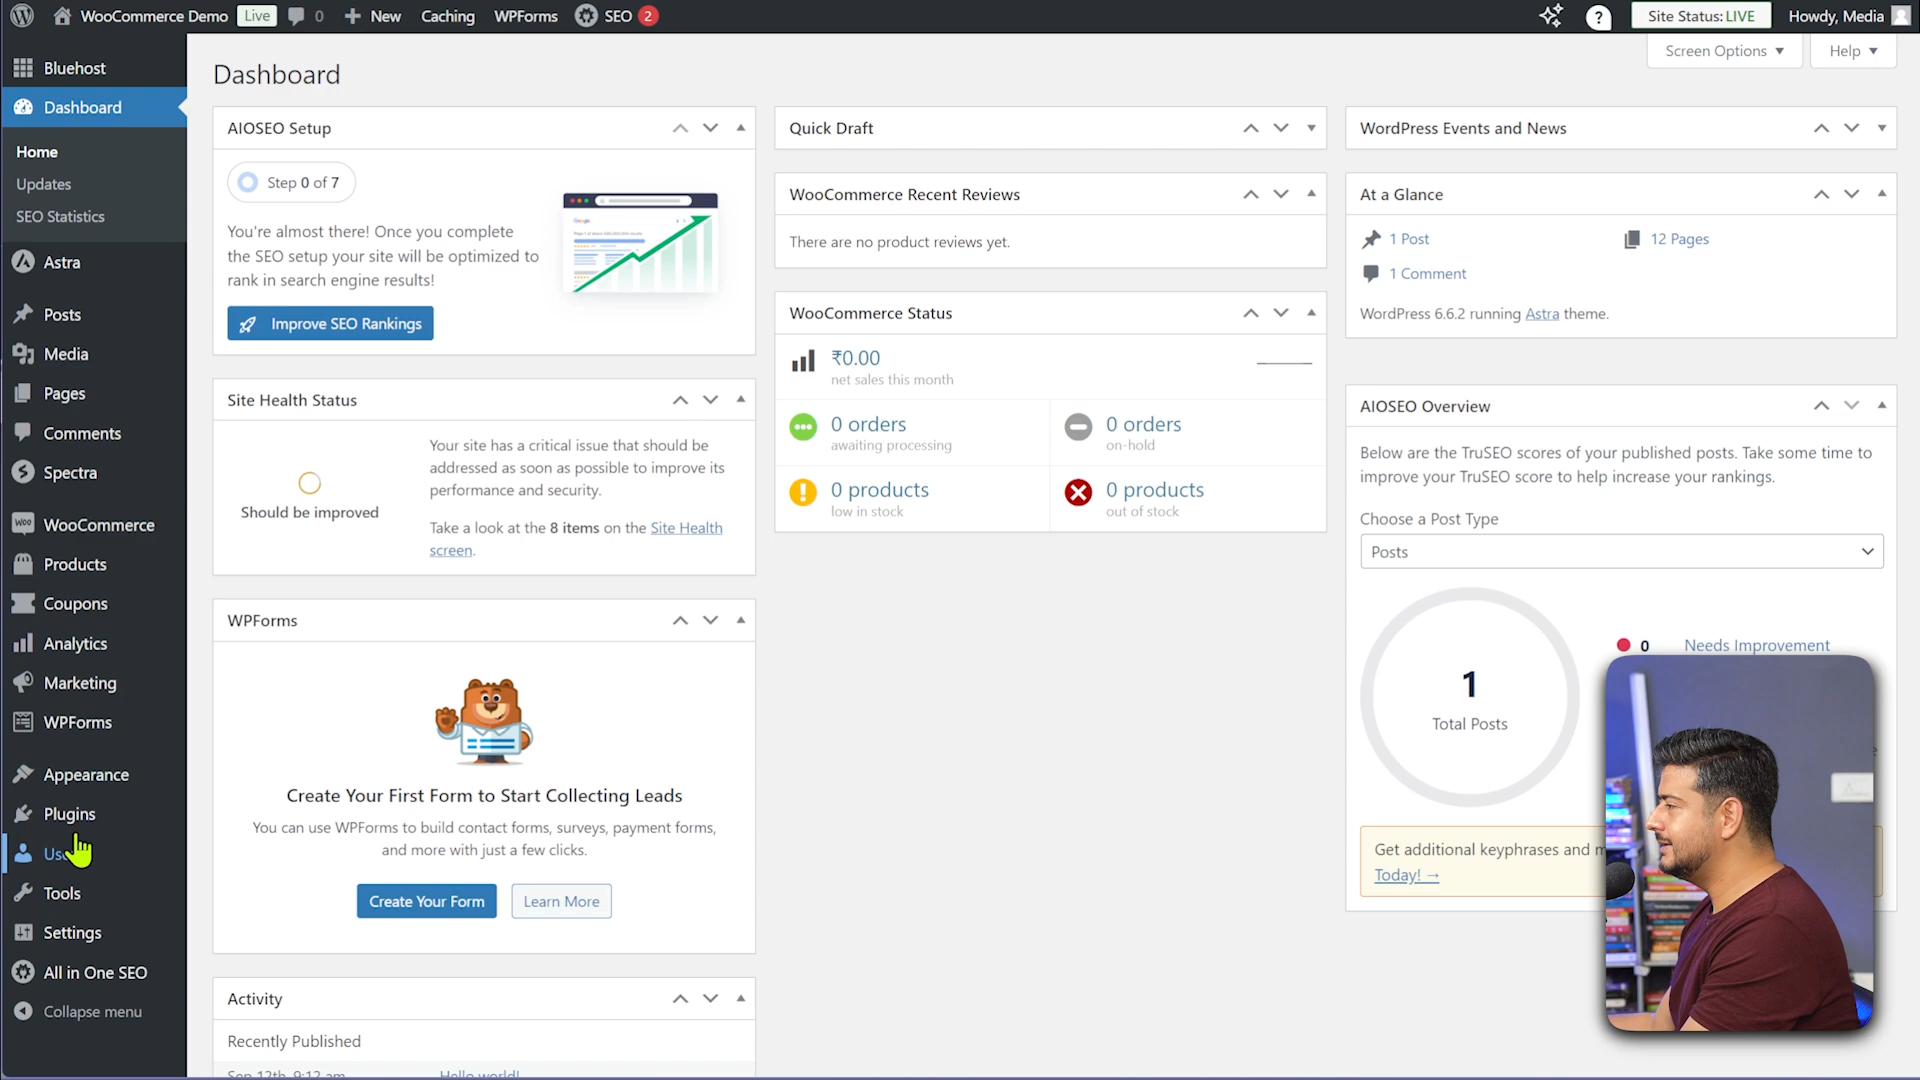 WooCommerce Demo Live 0 New Caching WPForms SEO 2 ? Site Status: LIVE Howdy, Media
Screen Options ▼ Help ▼
Bluehost
Dashboard
Home
Updates
SEO Statistics
Astra
Posts
Media
Pages
Comments
Spectra
WooCommerce
Products
Coupons
Analytics
Marketing
WPForms
Appearance
Plugins
Tools
Settings
All in One SEO
Collapse menu
Dashboard
AIOSEO Setup
Step 0 of 7
You're almost there! Once you complete
the SEO setup your site will be optimized to
rank in search engine results!
Google
Improve SEO Rankings
Site Health Status
Should be improved
Your site has a critical issue that should be
addressed as soon as possible to improve its
performance and security.
Take a look at the 8 items on the Site Health
screen.
WPForms
Create Your First Form to Start Collecting Leads
You can use WPForms to build contact forms, surveys, payment forms,
and more with just a few clicks.
Create Your Form Learn More
Activity
Recently Published
Sep 12th, 9:12 am Hello world!
Quick Draft
WooCommerce Recent Reviews
There are no product reviews yet.
WooCommerce Status
₹0.00
net sales this month
0 orders
awaiting processing
0 orders
on-hold
0 products
low in stock
0 products
out of stock
WordPress Events and News
At a Glance
1 Post 12 Pages
1 Comment
WordPress 6.6.2 running Astra theme.
AIOSEO Overview
Below are the TruSEO scores of your published posts. Take some time to
improve your TruSEO score to help increase your rankings.
Choose a Post Type
Posts
1
Total Posts
0 Needs Improvement
Get additional keyphrases and
Today! →